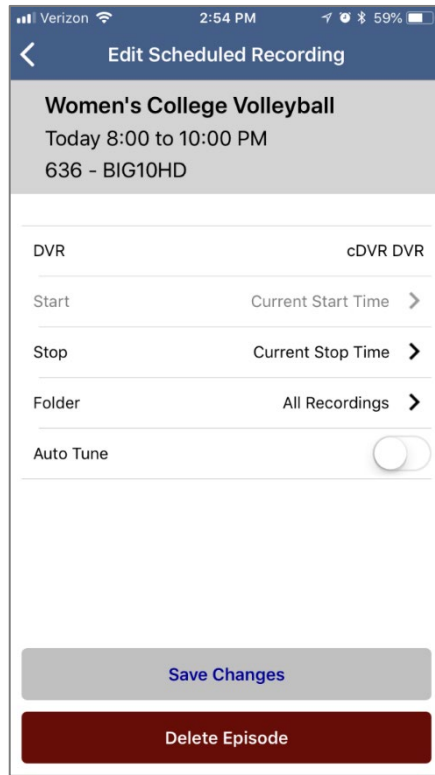 Verizon 2:54 PM 59%
Edit Scheduled Recording
Women's College Volleyball
Today 8:00 to 10:00 PM
636 - BIG10HD
DVR cDVR DVR
Start Current Start Time
Stop Current Stop Time
Folder All Recordings
Auto Tune
Save Changes
Delete Episode